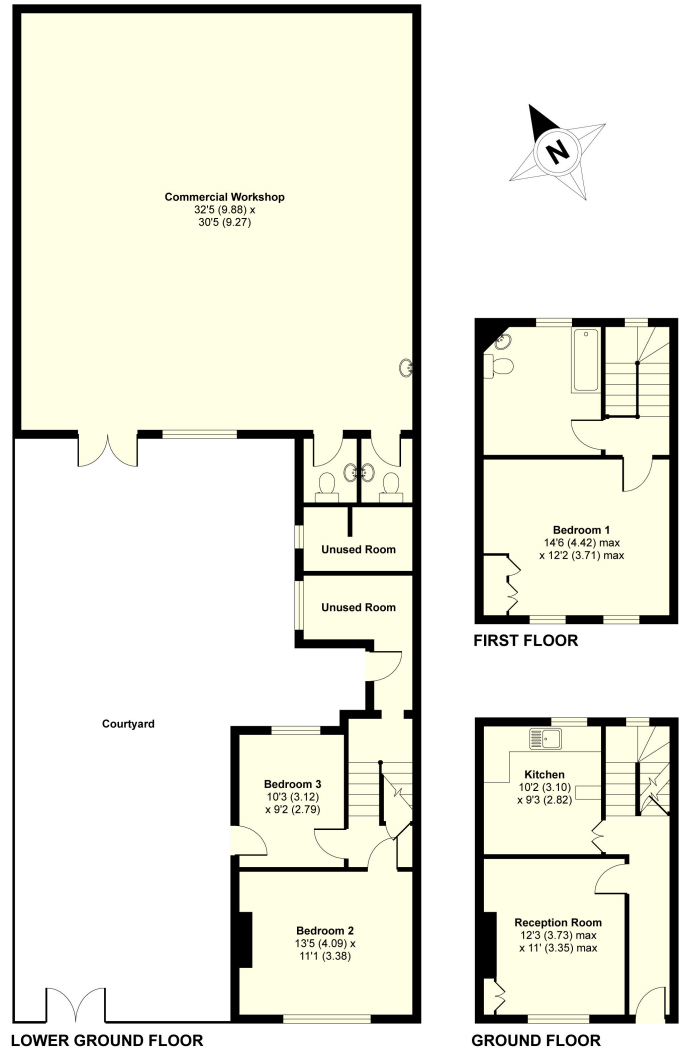 Commercial Workshop
32'5 (9.88) x
30'5 (9.27)
N
Unused Room
Unused Room
Courtyard
Bedroom 3
10'3 (3.12)
x 9'2 (2.79)
Bedroom 2
13'5 (4.09) x
11'1 (3.38)
LOWER GROUND FLOOR
Bedroom 1
14'6 (4.42) max
x 12'2 (3.71) max
FIRST FLOOR
Kitchen
10'2 (3.10)
x 9'3 (2.82)
Reception Room
12'3 (3.73) max
x 11' (3.35) max
GROUND FLOOR